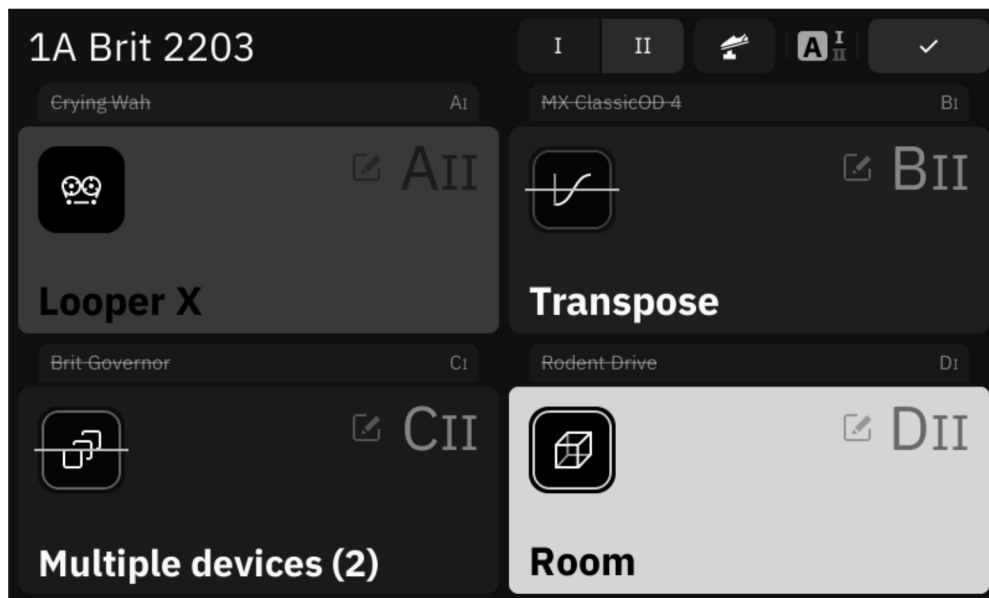 1A Brit 2203 I II A I II
Crying Wah AI MX ClassicOD 4 BI
AII BII
Looper X Transpose
Brit Governor CI Rodent Drive DI
CII DII
Multiple devices (2) Room